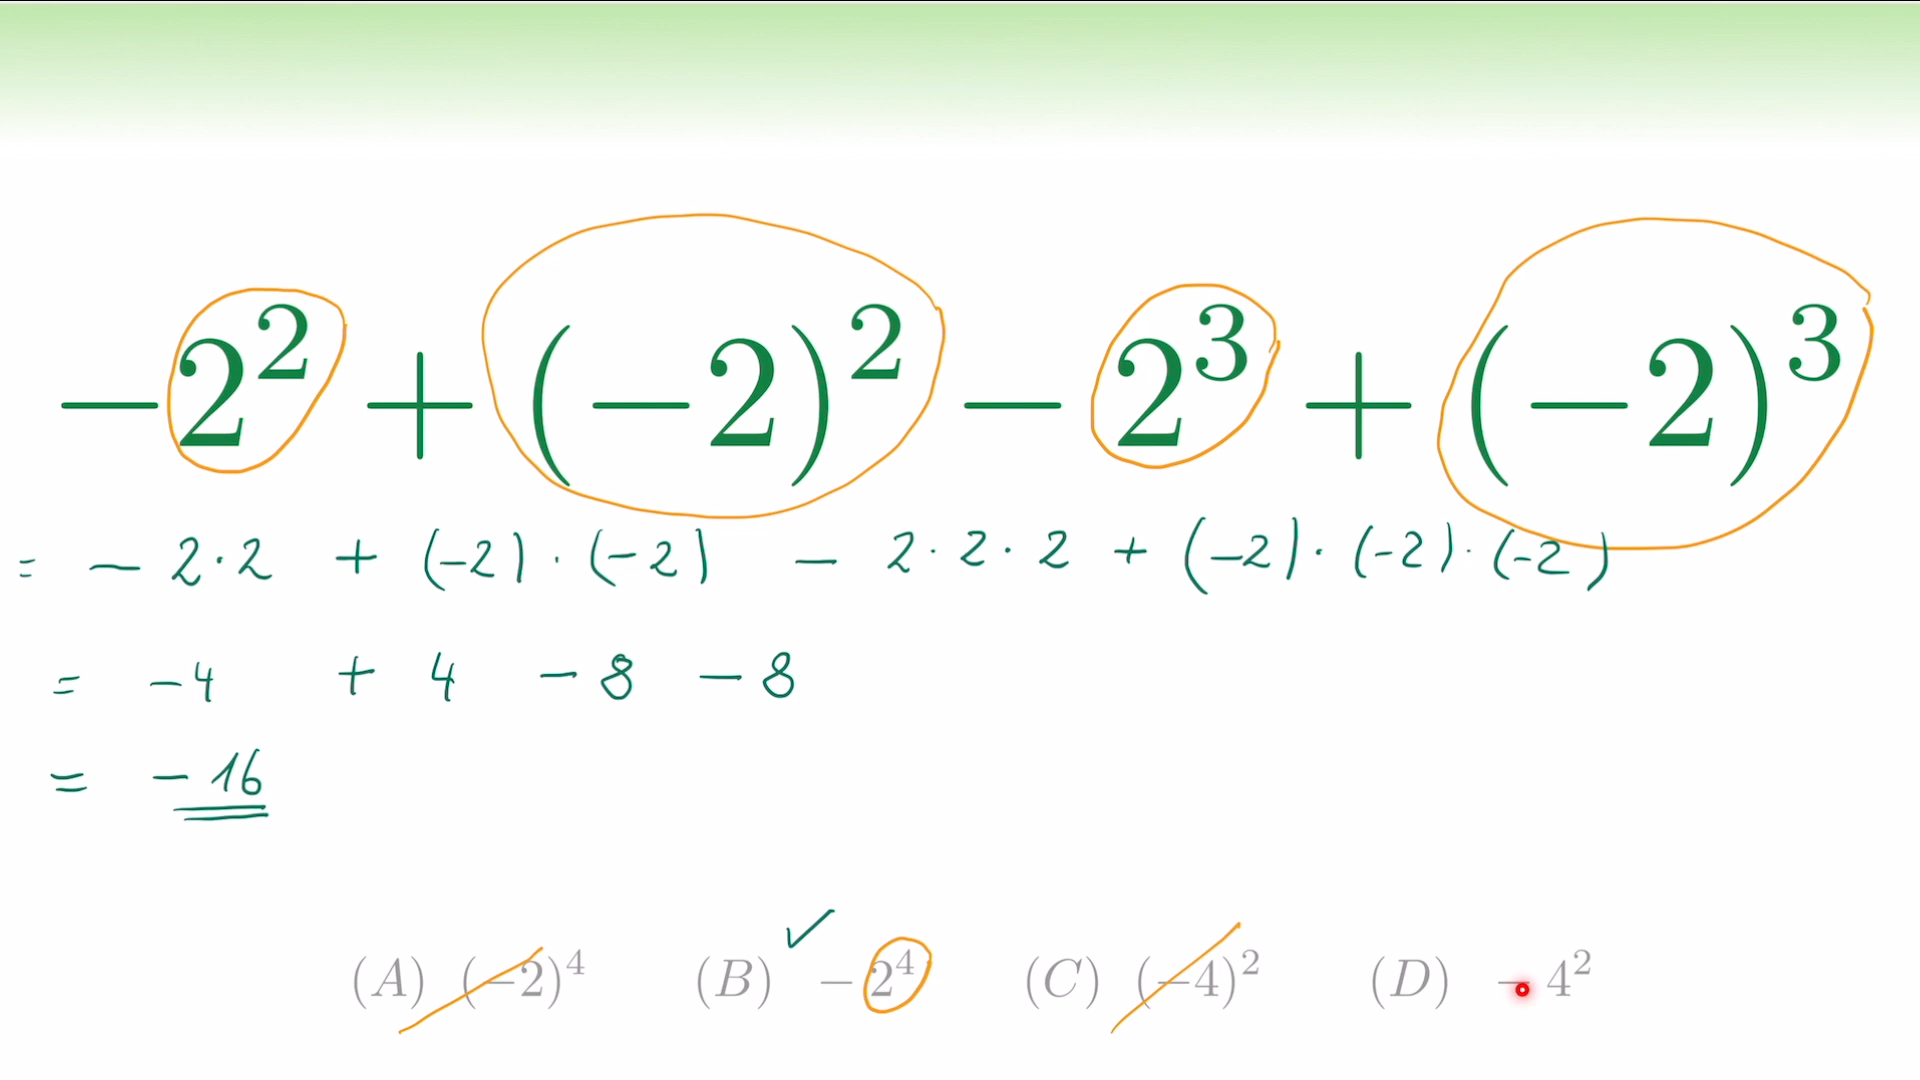 −2² + (−2)² − 2³ + (−2)³
= − 2·2 + (−2)·(−2) − 2·2·2 + (−2)·(−2)·(−2)
= −4 + 4 − 8 − 8
= −16
(A) (−2)⁴ (B) −2⁴ (C) (−4)² (D) −4²